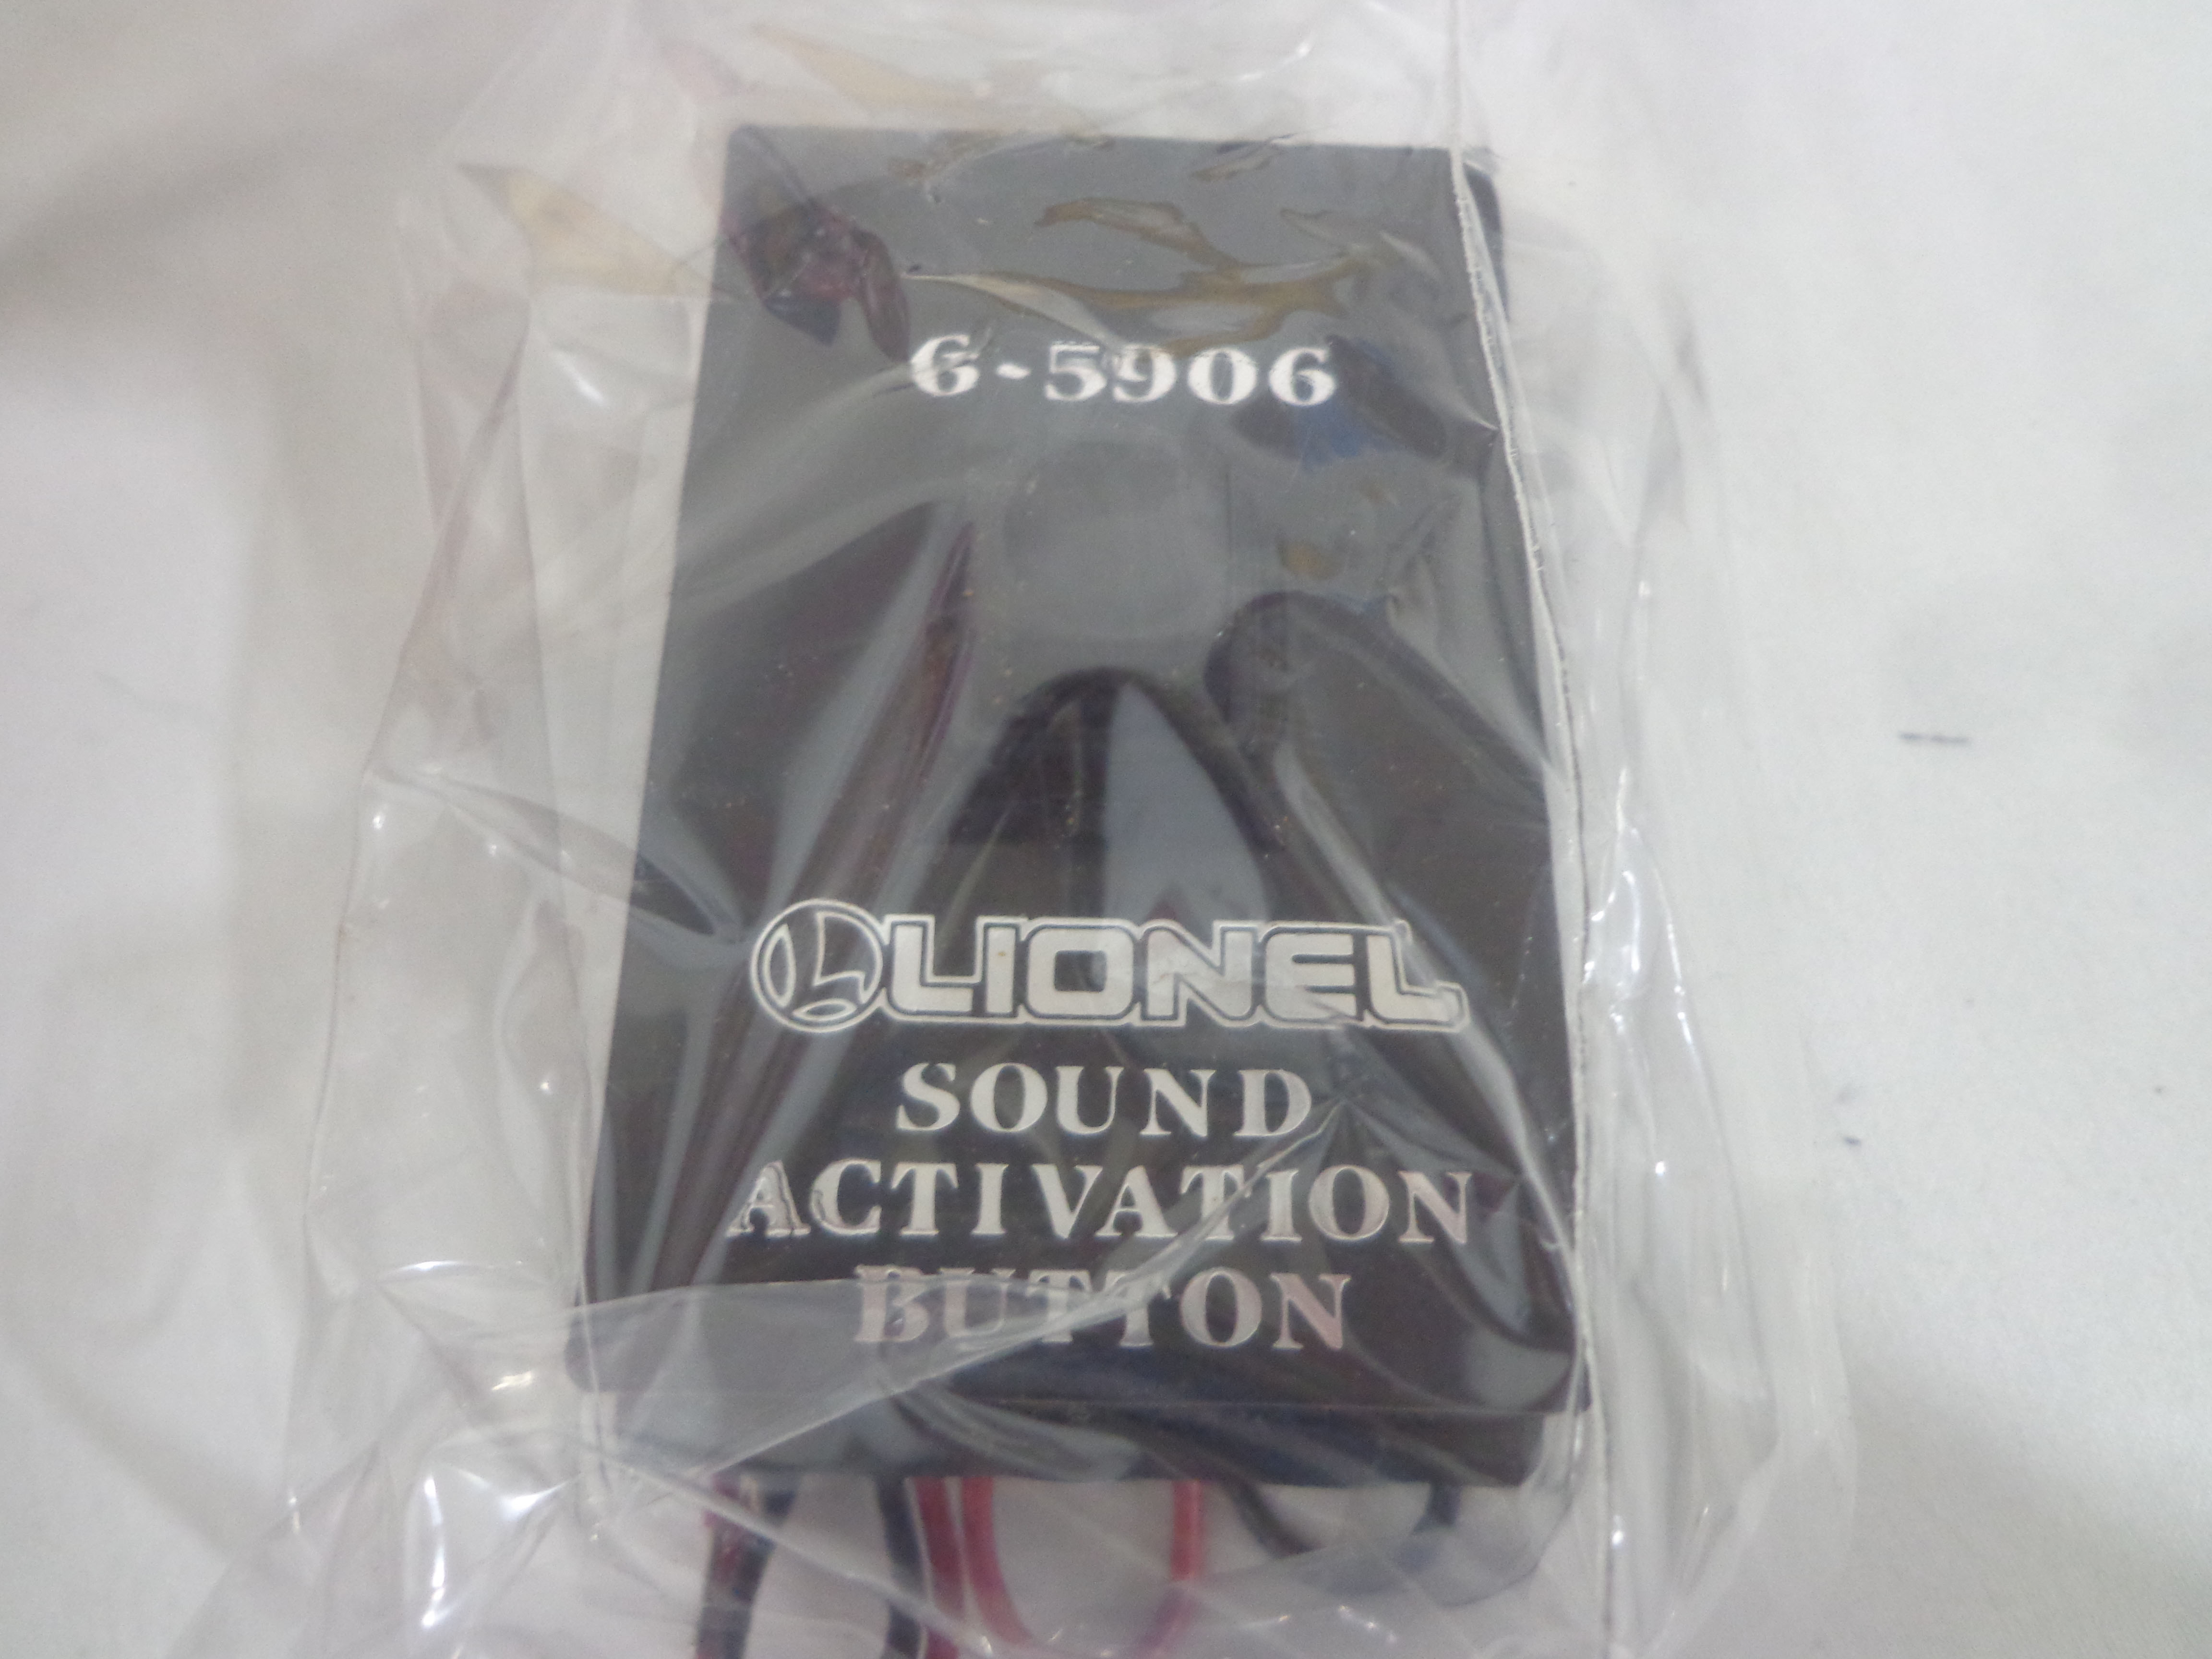 6-5906
LIONEL
SOUND
ACTIVATION
BUTTON